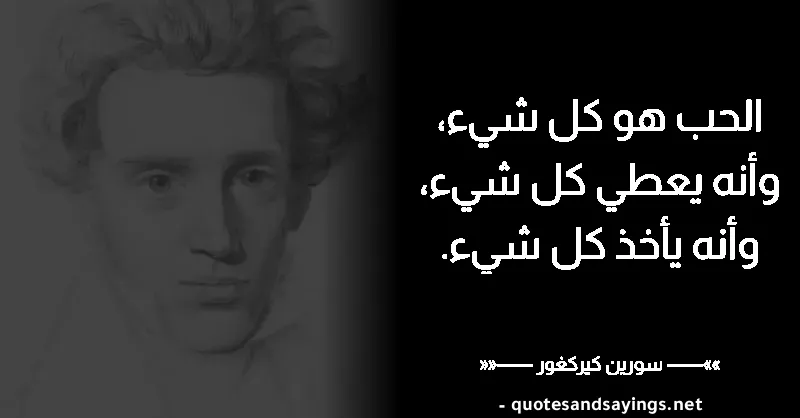 الحب هو كل شيء،
وأنه يعطي كل شيء،
وأنه يأخذ كل شيء.
»»—— سورين كيركغور ——««
- quotesandsayings.net